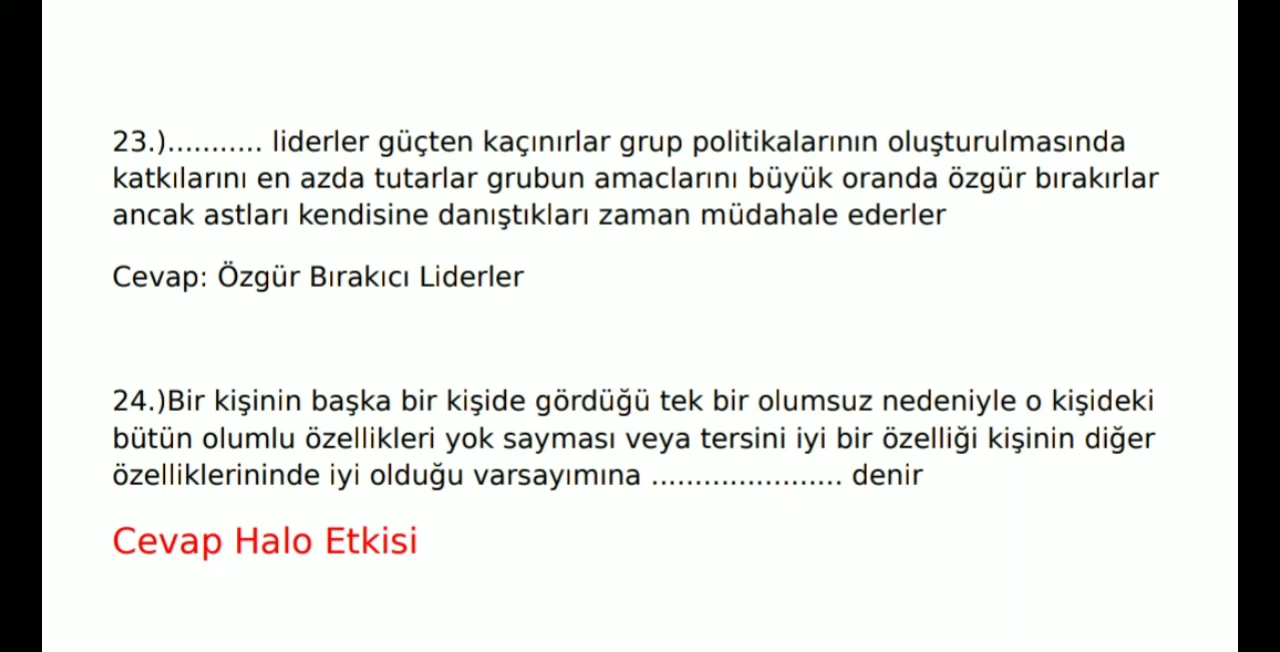 23.)........... liderler güçten kaçınırlar grup politikalarının oluşturulmasında
katkılarını en azda tutarlar grubun amaclarını büyük oranda özgür bırakırlar
ancak astları kendisine danıştıkları zaman müdahale ederler
Cevap: Özgür Bırakıcı Liderler
24.)Bir kişinin başka bir kişide gördüğü tek bir olumsuz nedeniyle o kişideki
bütün olumlu özellikleri yok sayması veya tersini iyi bir özelliği kişinin diğer
özelliklerininde iyi olduğu varsayımına ...................... denir
Cevap Halo Etkisi